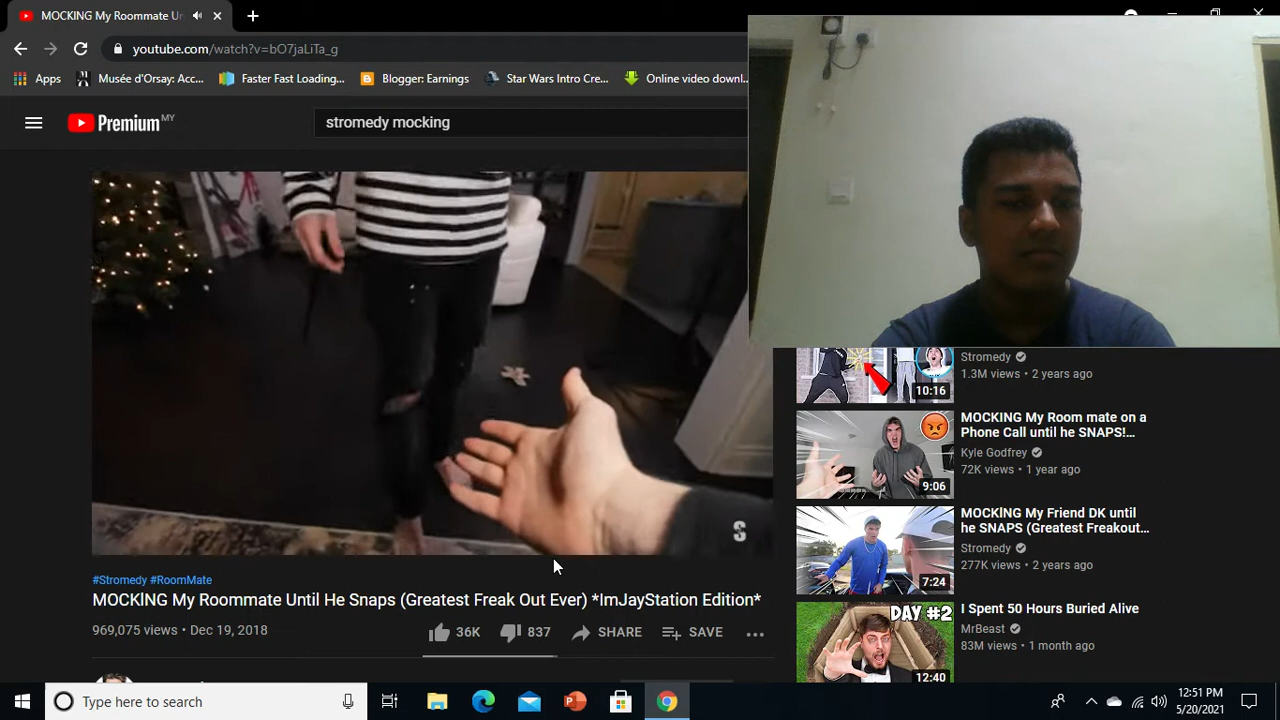 MOCKING My Roommate Un
youtube.com/watch?v=bO7jaLiTa_g
Apps
Musée d'Orsay: Acc...
Faster Fast Loading...
Blogger: Earnings
Star Wars Intro Cre...
Online video downl...
Premium MY
stromedy mocking
S
#Stromedy #RoomMate
MOCKING My Roommate Until He Snaps (Greatest Freak Out Ever) *ImJayStation Edition*
969,075 views • Dec 19, 2018
36K
837
SHARE
SAVE
Stromedy
1.3M views • 2 years ago
10:16
MOCKING My Room mate on a
Phone Call until he SNAPS!...
Kyle Godfrey
72K views • 1 year ago
9:06
MOCKING My Friend DK until
he SNAPS (Greatest Freakout...
Stromedy
277K views • 2 years ago
7:24
I Spent 50 Hours Buried Alive
MrBeast
83M views • 1 month ago
DAY #2
12:40
Type here to search
12:51 PM
5/20/2021